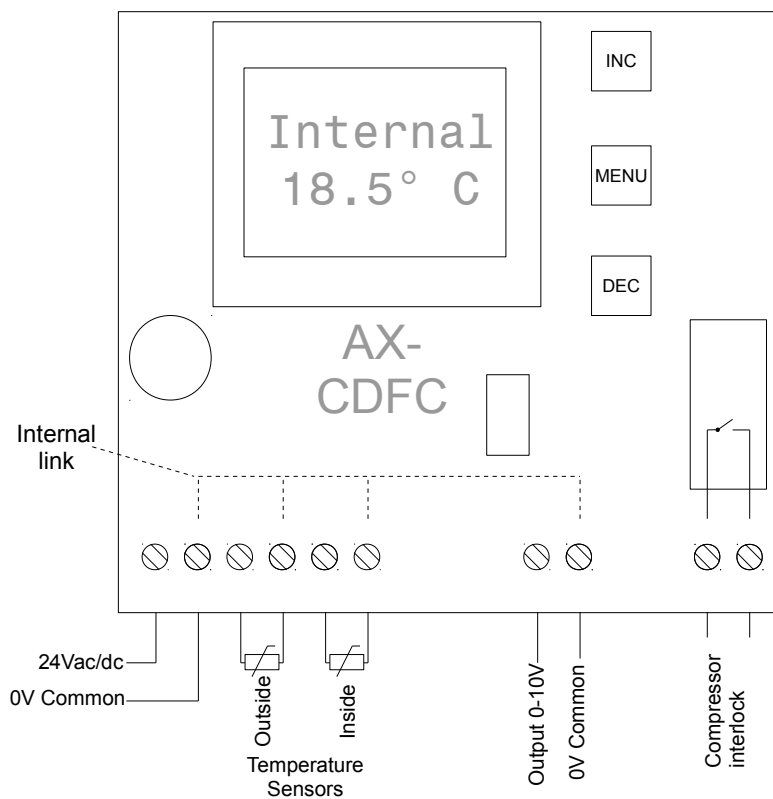 Internal
18.5° C
INC
MENU
DEC
AX-
CDFC
Internal
link
24Vac/dc
0V Common
Outside
Inside
Temperature
Sensors
Output 0-10V
0V Common
Compressor
interlock